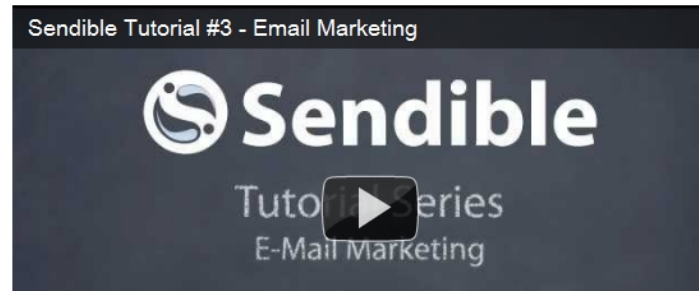 Sendible Tutorial #3 - Email Marketing
Sendible
Tutorial Series
E-Mail Marketing